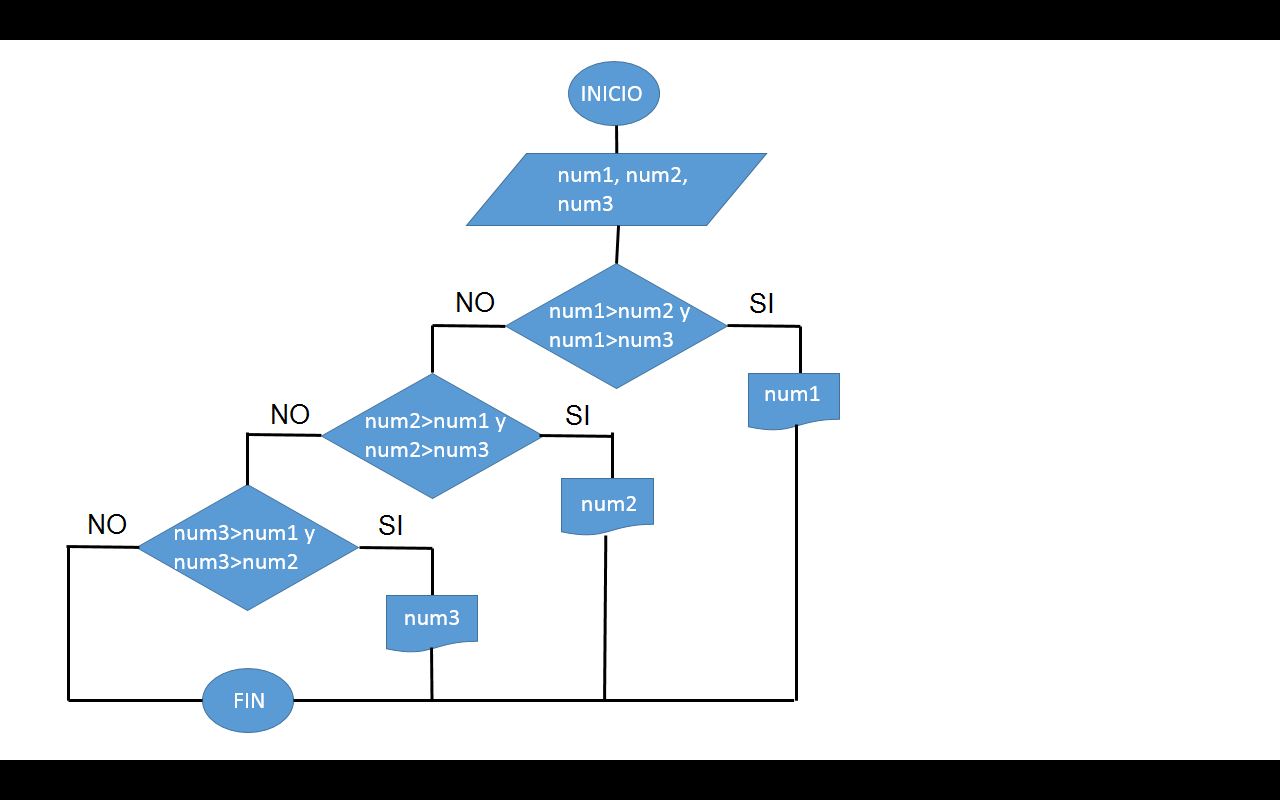 INICIO
num1, num2,
num3
NO
num1>num2 y
num1>num3
SI
num1
NO
num2>num1 y
num2>num3
SI
num2
NO
num3>num1 y
num3>num2
SI
num3
FIN